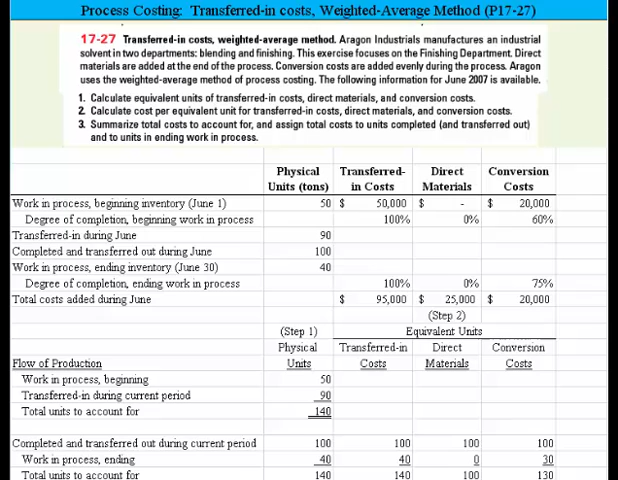 Process Costing: Transferred-in costs, Weighted-Average Method (P17-27)
17-27 Transferred-in costs, weighted-average method. Aragon Industrials manufactures an industrial
solvent in two departments: blending and finishing. This exercise focuses on the Finishing Department. Direct
materials are added at the end of the process. Conversion costs are added evenly during the process. Aragon
uses the weighted-average method of process costing. The following information for June 2007 is available.
1. Calculate equivalent units of transferred-in costs, direct materials, and conversion costs.
2. Calculate cost per equivalent unit for transferred-in costs, direct materials, and conversion costs.
3. Summarize total costs to account for, and assign total costs to units completed (and transferred out)
and to units in ending work in process.
Physical Transferred- Direct Conversion
Units (tons) in Costs Materials Costs
Work in process, beginning inventory (June 1) 50 $ 50,000 $ - $ 20,000
Degree of completion, beginning work in process 100% 0% 60%
Transferred-in during June 90
Completed and transferred out during June 100
Work in process, ending inventory (June 30) 40
Degree of completion, ending work in process 100% 0% 75%
Total costs added during June $ 95,000 $ 25,000 $ 20,000
(Step 2)
(Step 1) Equivalent Units
Physical Transferred-in Direct Conversion
Flow of Production Units Costs Materials Costs
Work in process, beginning 50
Transferred-in during current period 90
Total units to account for 140
Completed and transferred out during current period 100 100 100 100
Work in process, ending 40 40 0 30
Total units to account for 140 140 100 130